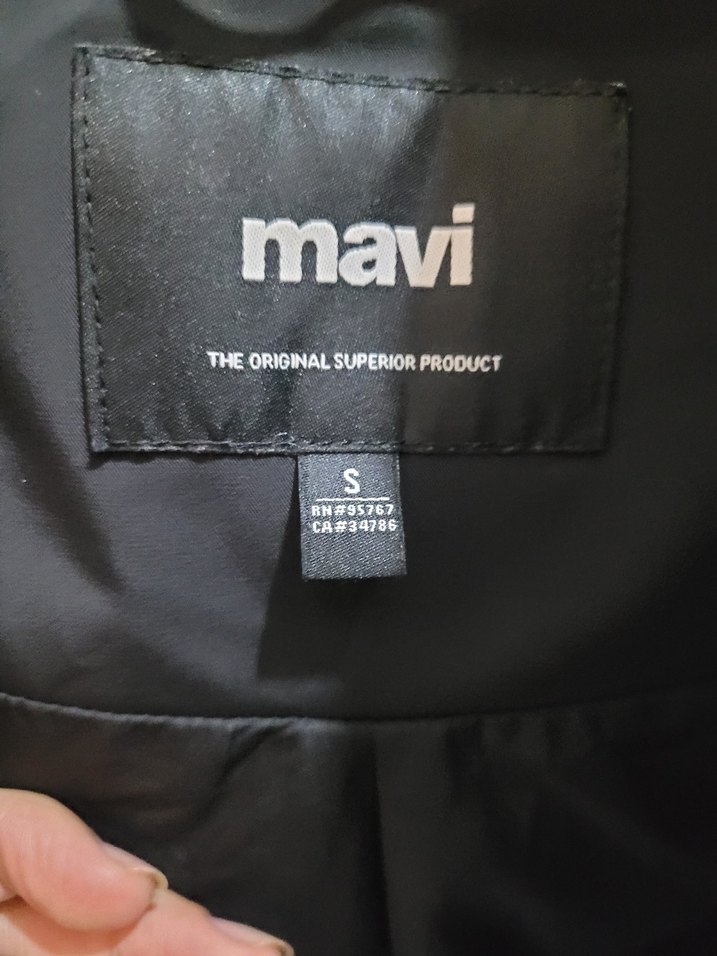 mavi
THE ORIGINAL SUPERIOR PRODUCT
S
RN#95767
CA#34786